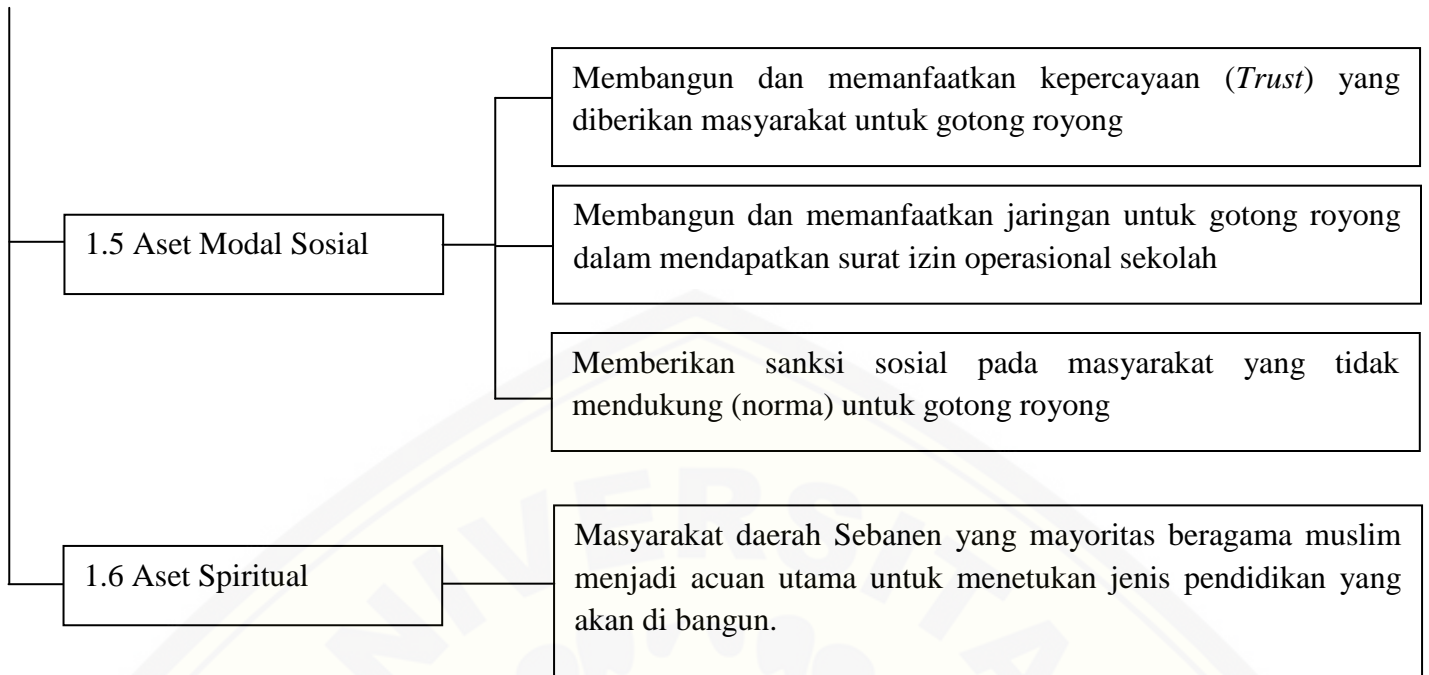 Membangun dan memanfaatkan kepercayaan (Trust) yang
diberikan masyarakat untuk gotong royong
1.5 Aset Modal Sosial
Membangun dan memanfaatkan jaringan untuk gotong royong
dalam mendapatkan surat izin operasional sekolah
Memberikan sanksi sosial pada masyarakat yang tidak
mendukung (norma) untuk gotong royong
1.6 Aset Spiritual
Masyarakat daerah Sebanen yang mayoritas beragama muslim
menjadi acuan utama untuk menetukan jenis pendidikan yang
akan di bangun.
NIVERSITA